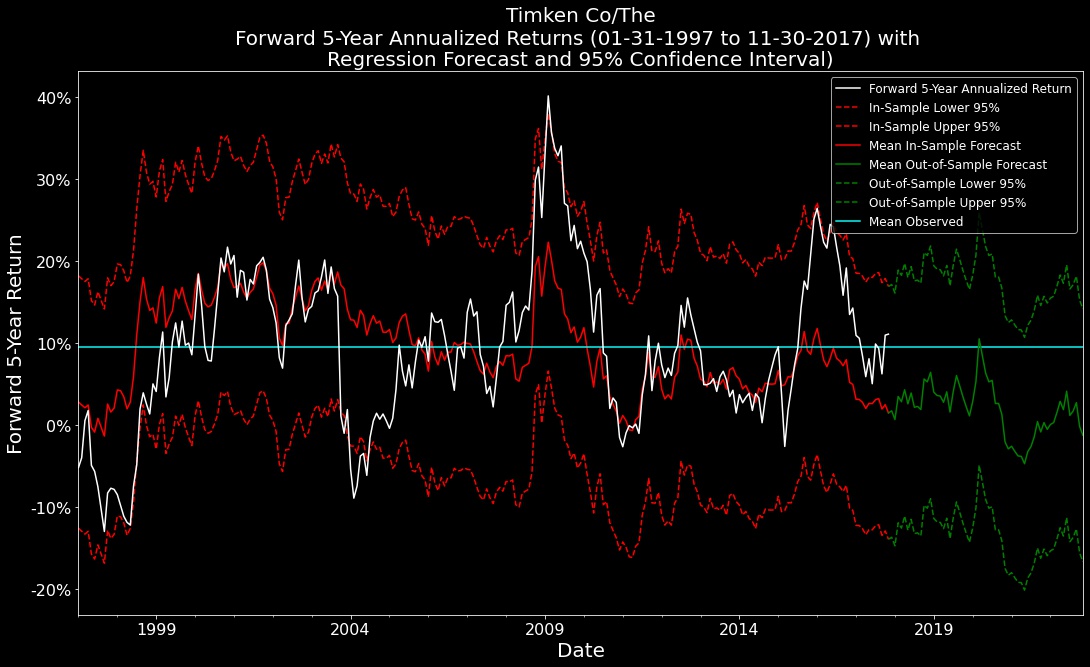 Timken Co/The
Forward 5-Year Annualized Returns (01-31-1997 to 11-30-2017) with
Regression Forecast and 95% Confidence Interval)
Forward 5-Year Return
40%
30%
20%
10%
0%
-10%
-20%
Forward 5-Year Annualized Return
In-Sample Lower 95%
In-Sample Upper 95%
Mean In-Sample Forecast
Mean Out-of-Sample Forecast
Out-of-Sample Lower 95%
Out-of-Sample Upper 95%
Mean Observed
1999
2004
2009
2014
2019
Date